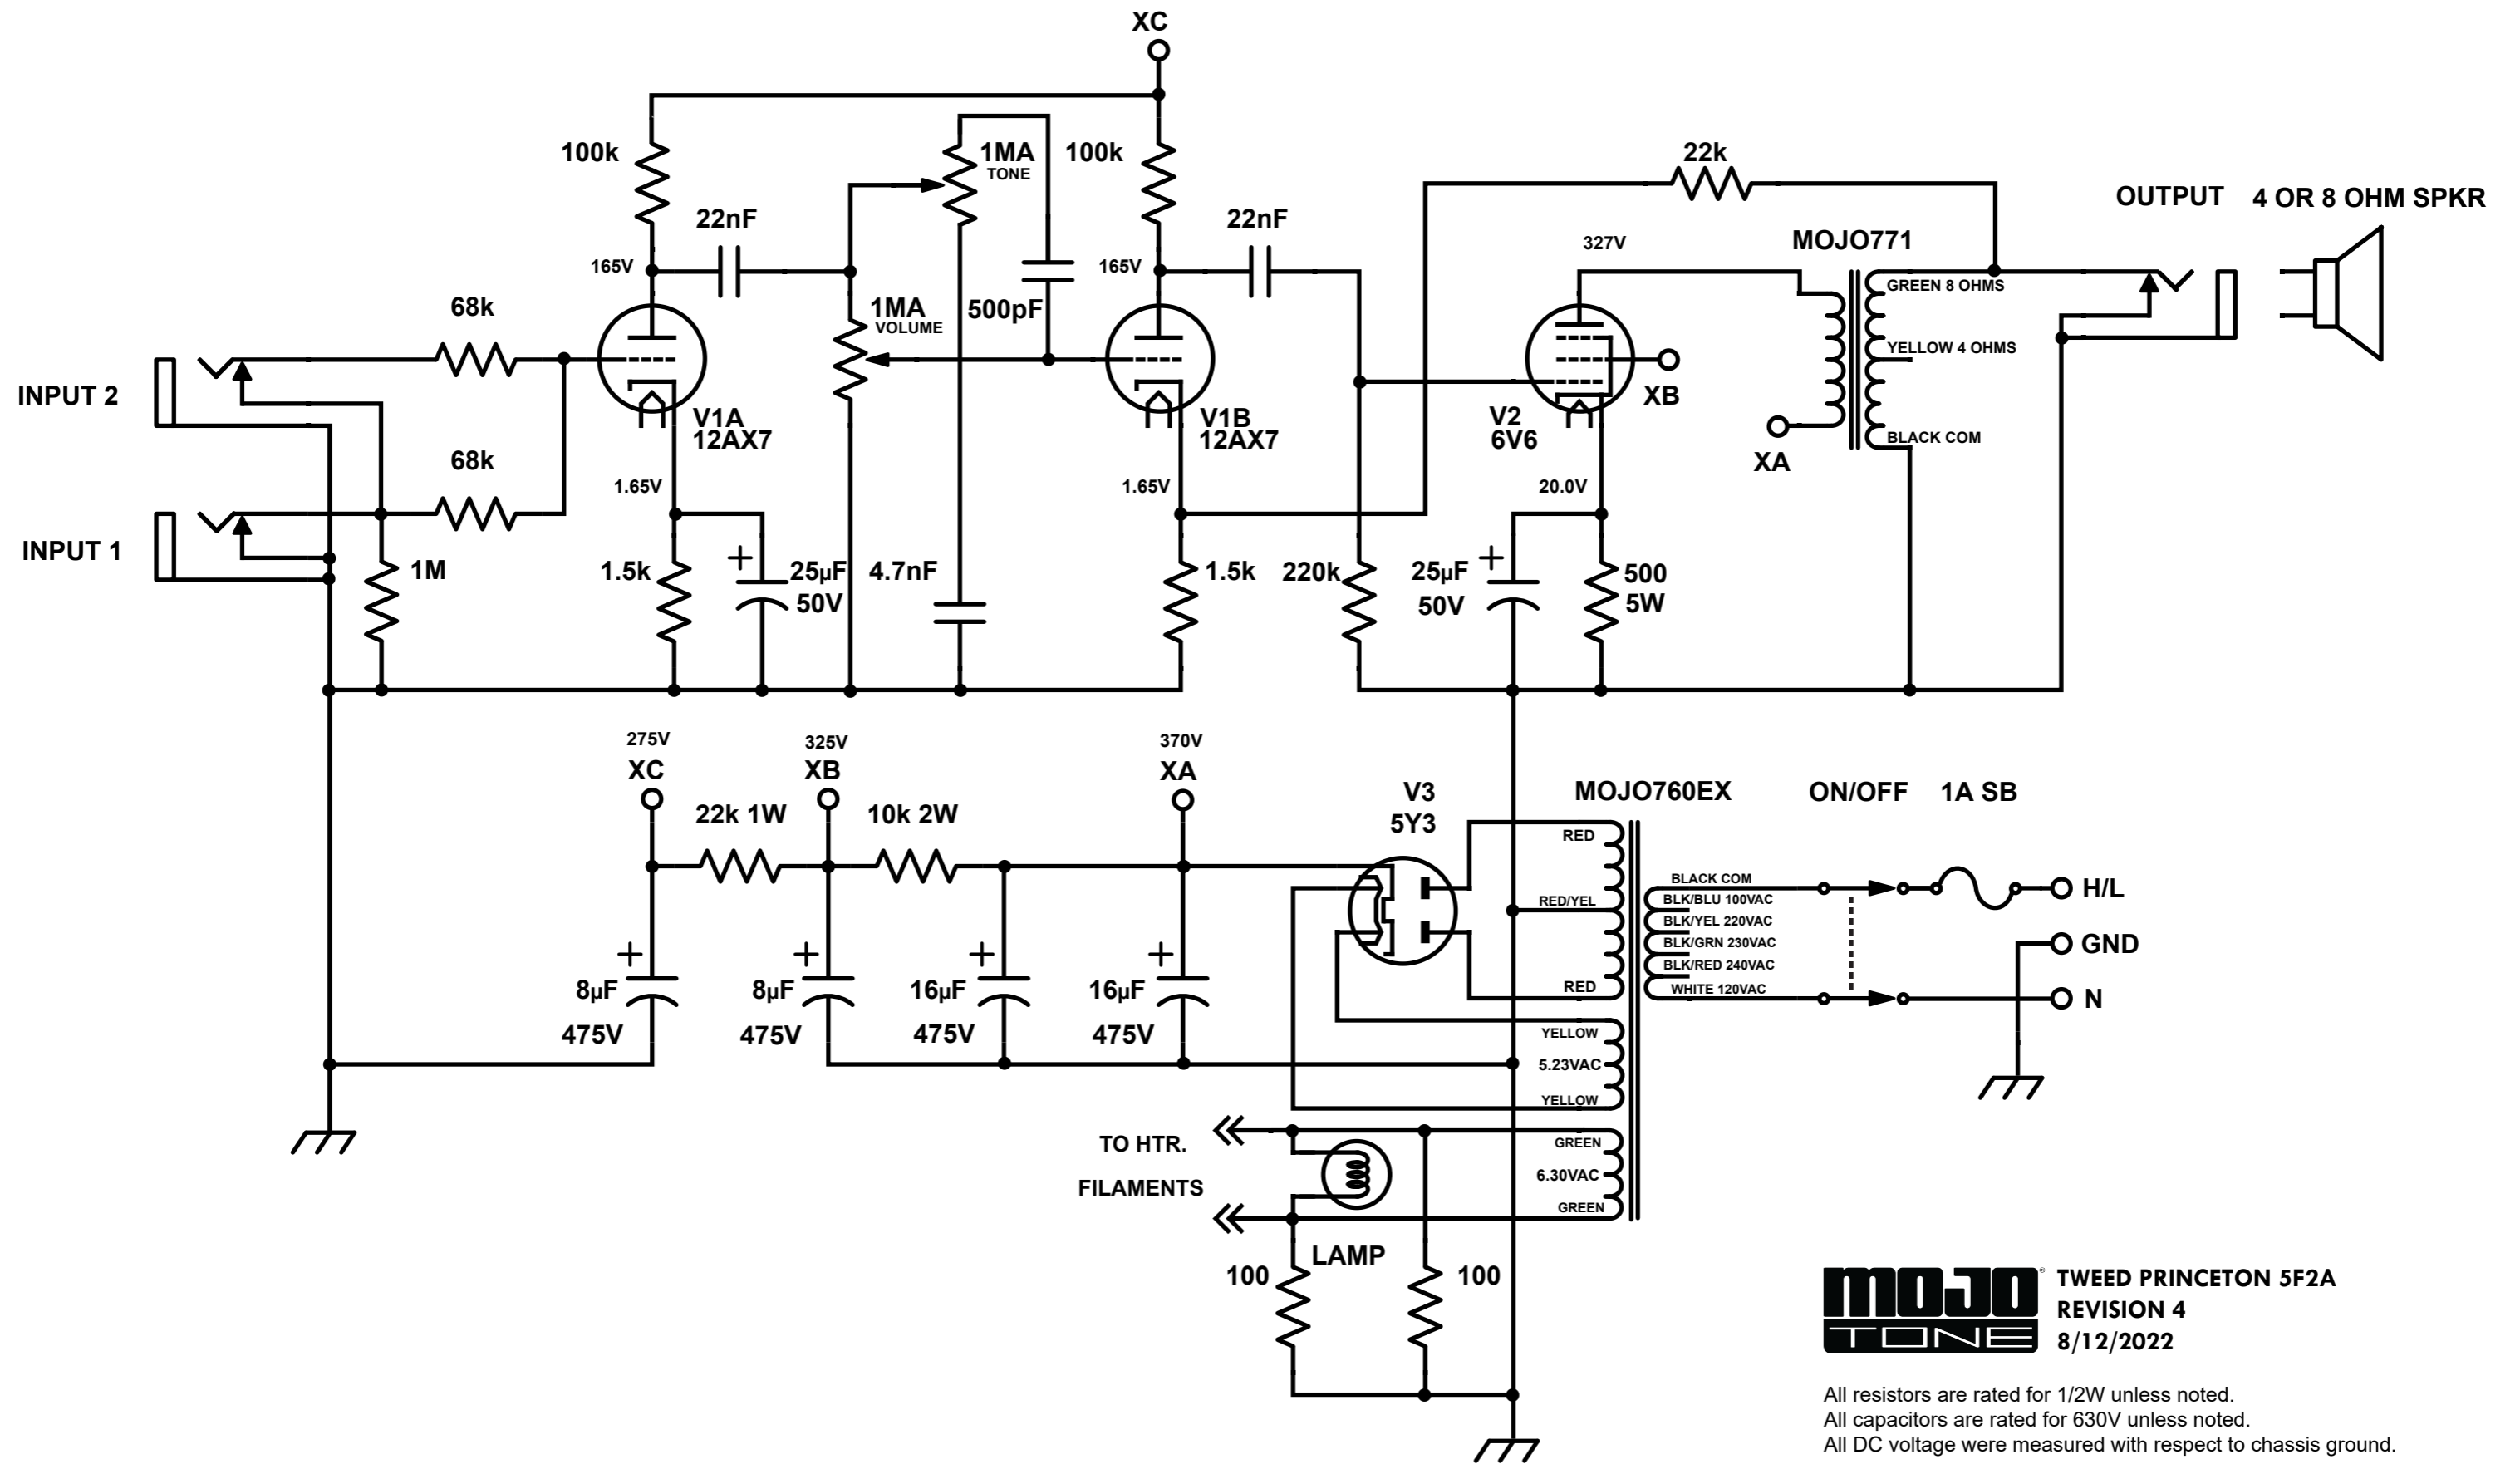 XC
100k
1MA
TONE
100k
22k
OUTPUT
4 OR 8 OHM SPKR
22nF
22nF
165V
165V
327V
MOJO771
GREEN 8 OHMS
68k
1MA
VOLUME
500pF
YELLOW 4 OHMS
INPUT 2
XB
V1A
12AX7
V1B
12AX7
V2
6V6
BLACK COM
68k
XA
1.65V
1.65V
20.0V
INPUT 1
1M
1.5k
+
25µF
50V
4.7nF
1.5k
220k
+
25µF
50V
500
5W
275V
XC
325V
XB
370V
XA
22k 1W
10k 2W
V3
5Y3
MOJO760EX
ON/OFF
1A SB
RED
BLACK COM
H/L
RED/YEL
BLK/BLU 100VAC
BLK/YEL 220VAC
BLK/GRN 230VAC
GND
BLK/RED 240VAC
RED
WHITE 120VAC
N
+
8µF
475V
+
8µF
475V
+
16µF
475V
+
16µF
475V
YELLOW
5.23VAC
YELLOW
TO HTR.
FILAMENTS
GREEN
6.30VAC
GREEN
LAMP
100
100
MOJO ®
TONE
TWEED PRINCETON 5F2A
REVISION 4
8/12/2022
All resistors are rated for 1/2W unless noted.
All capacitors are rated for 630V unless noted.
All DC voltage were measured with respect to chassis ground.